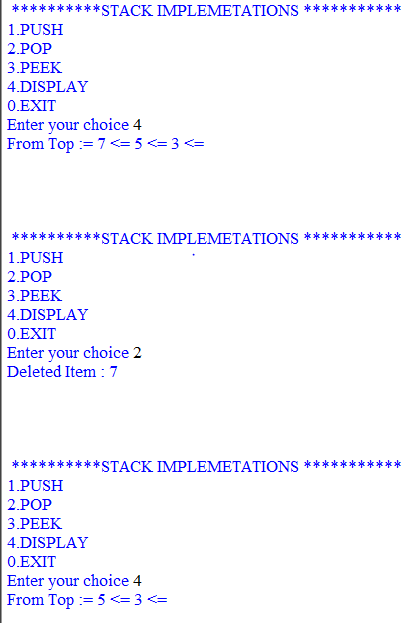 **********STACK IMPLEMETATIONS ***********
1.PUSH
2.POP
3.PEEK
4.DISPLAY
0.EXIT
Enter your choice 4
From Top := 7 <= 5 <= 3 <=
**********STACK IMPLEMETATIONS ***********
1.PUSH
2.POP
3.PEEK
4.DISPLAY
0.EXIT
Enter your choice 2
Deleted Item : 7
**********STACK IMPLEMETATIONS ***********
1.PUSH
2.POP
3.PEEK
4.DISPLAY
0.EXIT
Enter your choice 4
From Top := 5 <= 3 <=